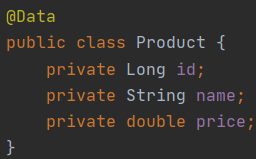 @Data
public class Product {
    private Long id;
    private String name;
    private double price;
}